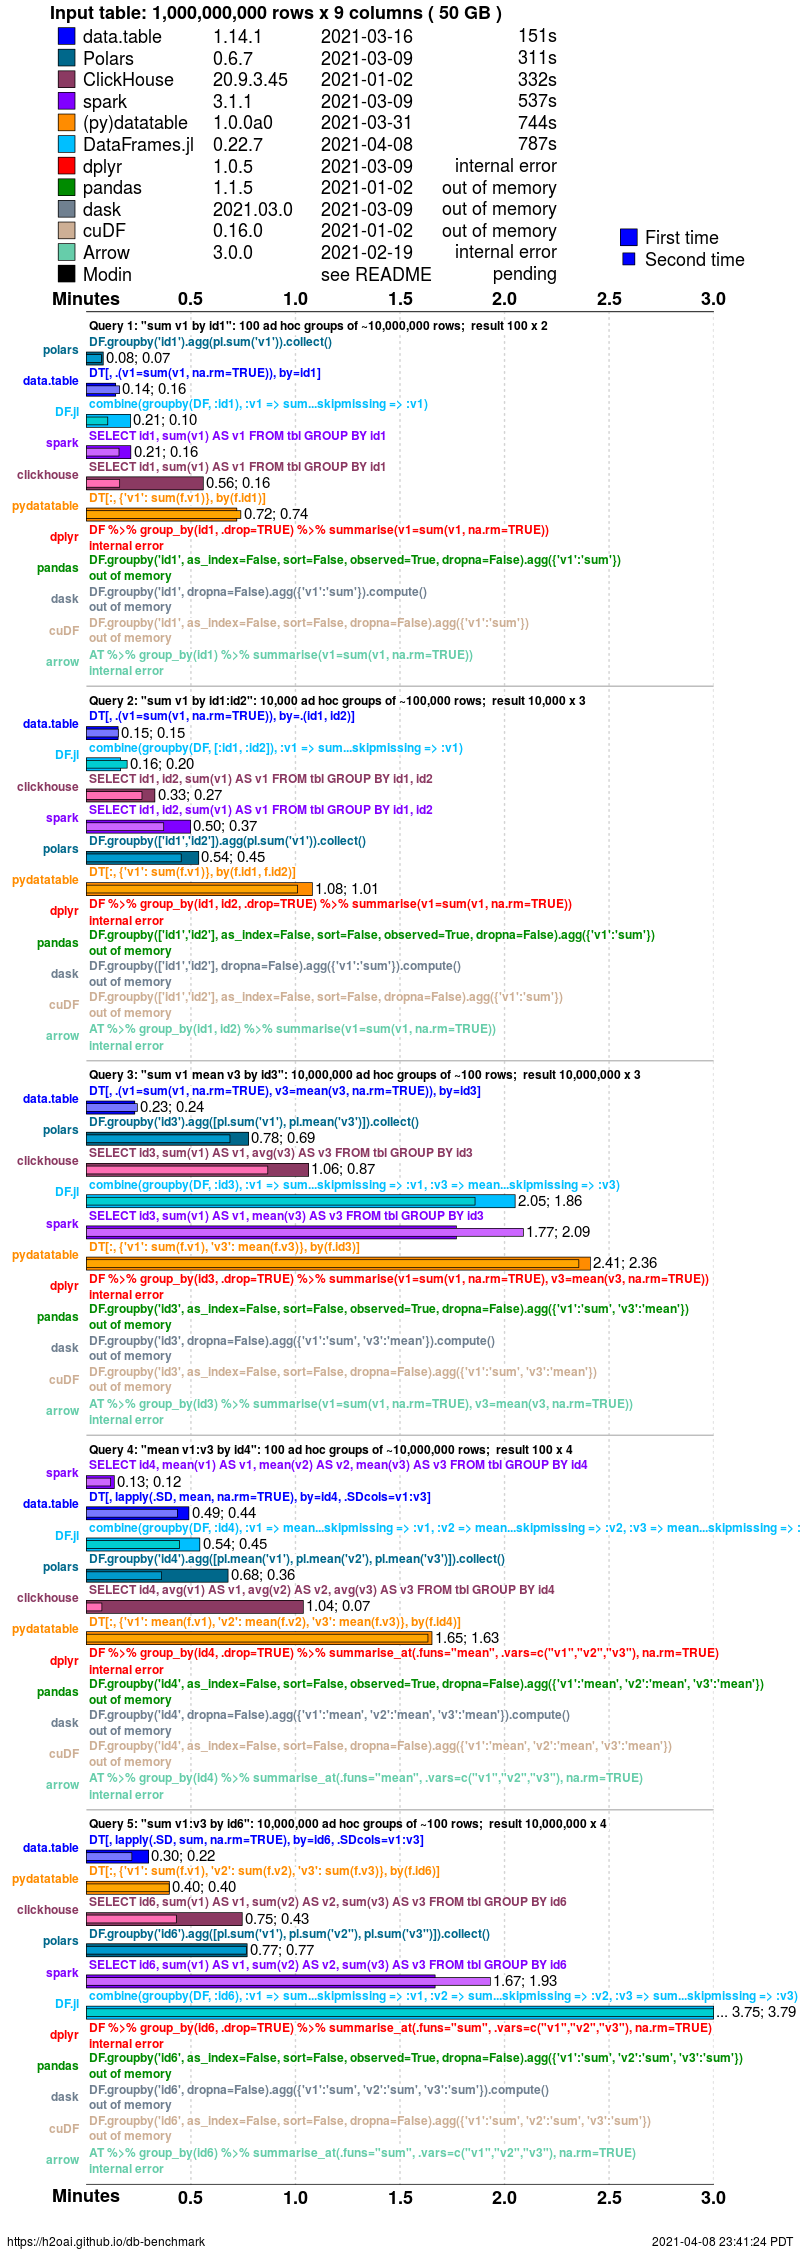 Input table: 1,000,000,000 rows x 9 columns ( 50 GB )
data.table 1.14.1 2021-03-16 151s
Polars 0.6.7 2021-03-09 311s
ClickHouse 20.9.3.45 2021-01-02 332s
spark 3.1.1 2021-03-09 537s
(py)datatable 1.0.0a0 2021-03-31 744s
DataFrames.jl 0.22.7 2021-04-08 787s
dplyr 1.0.5 2021-03-09 internal error
pandas 1.1.5 2021-01-02 out of memory
dask 2021.03.0 2021-03-09 out of memory
cuDF 0.16.0 2021-01-02 out of memory
Arrow 3.0.0 2021-02-19 internal error
Modin see README pending
First time
Second time
Minutes 0.5 1.0 1.5 2.0 2.5 3.0
Query 1: "sum v1 by id1": 100 ad hoc groups of ~10,000,000 rows; result 100 x 2
DF.groupby('id1').agg(pl.sum('v1')).collect()
polars 0.08; 0.07
DT[, .(v1=sum(v1, na.rm=TRUE)), by=id1]
data.table 0.14; 0.16
combine(groupby(DF, :id1), :v1 => sum...skipmissing => :v1)
DF.jl 0.21; 0.10
SELECT id1, sum(v1) AS v1 FROM tbl GROUP BY id1
spark 0.21; 0.16
SELECT id1, sum(v1) AS v1 FROM tbl GROUP BY id1
clickhouse 0.56; 0.16
DT[:, {'v1': sum(f.v1)}, by(f.id1)]
pydatatable 0.72; 0.74
DF %>% group_by(id1, .drop=TRUE) %>% summarise(v1=sum(v1, na.rm=TRUE))
dplyr internal error
DF.groupby('id1', as_index=False, sort=False, observed=True, dropna=False).agg({'v1':'sum'})
pandas out of memory
DF.groupby('id1', dropna=False).agg({'v1':'sum'}).compute()
dask out of memory
DF.groupby('id1', as_index=False, sort=False, dropna=False).agg({'v1':'sum'})
cuDF out of memory
AT %>% group_by(id1) %>% summarise(v1=sum(v1, na.rm=TRUE))
arrow internal error
Query 2: "sum v1 by id1:id2": 10,000 ad hoc groups of ~100,000 rows; result 10,000 x 3
DT[, .(v1=sum(v1, na.rm=TRUE)), by=.(id1, id2)]
data.table 0.15; 0.15
combine(groupby(DF, [:id1, :id2]), :v1 => sum...skipmissing => :v1)
DF.jl 0.16; 0.20
SELECT id1, id2, sum(v1) AS v1 FROM tbl GROUP BY id1, id2
clickhouse 0.33; 0.27
SELECT id1, id2, sum(v1) AS v1 FROM tbl GROUP BY id1, id2
spark 0.50; 0.37
DF.groupby(['id1','id2']).agg(pl.sum('v1')).collect()
polars 0.54; 0.45
DT[:, {'v1': sum(f.v1)}, by(f.id1, f.id2)]
pydatatable 1.08; 1.01
DF %>% group_by(id1, id2, .drop=TRUE) %>% summarise(v1=sum(v1, na.rm=TRUE))
dplyr internal error
DF.groupby(['id1','id2'], as_index=False, sort=False, observed=True, dropna=False).agg({'v1':'sum'})
pandas out of memory
DF.groupby(['id1','id2'], dropna=False).agg({'v1':'sum'}).compute()
dask out of memory
DF.groupby(['id1','id2'], as_index=False, sort=False, dropna=False).agg({'v1':'sum'})
cuDF out of memory
AT %>% group_by(id1, id2) %>% summarise(v1=sum(v1, na.rm=TRUE))
arrow internal error
Query 3: "sum v1 mean v3 by id3": 10,000,000 ad hoc groups of ~100 rows; result 10,000,000 x 3
DT[, .(v1=sum(v1, na.rm=TRUE), v3=mean(v3, na.rm=TRUE)), by=id3]
data.table 0.23; 0.24
DF.groupby('id3').agg([pl.sum('v1'), pl.mean('v3')]).collect()
polars 0.78; 0.69
SELECT id3, sum(v1) AS v1, avg(v3) AS v3 FROM tbl GROUP BY id3
clickhouse 1.06; 0.87
combine(groupby(DF, :id3), :v1 => sum...skipmissing => :v1, :v3 => mean...skipmissing => :v3)
DF.jl 2.05; 1.86
SELECT id3, sum(v1) AS v1, mean(v3) AS v3 FROM tbl GROUP BY id3
spark 1.77; 2.09
DT[:, {'v1': sum(f.v1), 'v3': mean(f.v3)}, by(f.id3)]
pydatatable 2.41; 2.36
DF %>% group_by(id3, .drop=TRUE) %>% summarise(v1=sum(v1, na.rm=TRUE), v3=mean(v3, na.rm=TRUE))
dplyr internal error
DF.groupby('id3', as_index=False, sort=False, observed=True, dropna=False).agg({'v1':'sum', 'v3':'mean'})
pandas out of memory
DF.groupby('id3', dropna=False).agg({'v1':'sum', 'v3':'mean'}).compute()
dask out of memory
DF.groupby('id3', as_index=False, sort=False, dropna=False).agg({'v1':'sum', 'v3':'mean'})
cuDF out of memory
AT %>% group_by(id3) %>% summarise(v1=sum(v1, na.rm=TRUE), v3=mean(v3, na.rm=TRUE))
arrow internal error
Query 4: "mean v1:v3 by id4": 100 ad hoc groups of ~10,000,000 rows; result 100 x 4
SELECT id4, mean(v1) AS v1, mean(v2) AS v2, mean(v3) AS v3 FROM tbl GROUP BY id4
spark 0.13; 0.12
DT[, lapply(.SD, mean, na.rm=TRUE), by=id4, .SDcols=v1:v3]
data.table 0.49; 0.44
combine(groupby(DF, :id4), :v1 => mean...skipmissing => :v1, :v2 => mean...skipmissing => :v2, :v3 => mean...skipmissing => :
DF.jl 0.54; 0.45
DF.groupby('id4').agg([pl.mean('v1'), pl.mean('v2'), pl.mean('v3')]).collect()
polars 0.68; 0.36
SELECT id4, avg(v1) AS v1, avg(v2) AS v2, avg(v3) AS v3 FROM tbl GROUP BY id4
clickhouse 1.04; 0.07
DT[:, {'v1': mean(f.v1), 'v2': mean(f.v2), 'v3': mean(f.v3)}, by(f.id4)]
pydatatable 1.65; 1.63
DF %>% group_by(id4, .drop=TRUE) %>% summarise_at(.funs="mean", .vars=c("v1","v2","v3"), na.rm=TRUE)
dplyr internal error
DF.groupby('id4', as_index=False, sort=False, observed=True, dropna=False).agg({'v1':'mean', 'v2':'mean', 'v3':'mean'})
pandas out of memory
DF.groupby('id4', dropna=False).agg({'v1':'mean', 'v2':'mean', 'v3':'mean'}).compute()
dask out of memory
DF.groupby('id4', as_index=False, sort=False, dropna=False).agg({'v1':'mean', 'v2':'mean', 'v3':'mean'})
cuDF out of memory
AT %>% group_by(id4) %>% summarise_at(.funs="mean", .vars=c("v1","v2","v3"), na.rm=TRUE)
arrow internal error
Query 5: "sum v1:v3 by id6": 10,000,000 ad hoc groups of ~100 rows; result 10,000,000 x 4
DT[, lapply(.SD, sum, na.rm=TRUE), by=id6, .SDcols=v1:v3]
data.table 0.30; 0.22
DT[:, {'v1': sum(f.v1), 'v2': sum(f.v2), 'v3': sum(f.v3)}, by(f.id6)]
pydatatable 0.40; 0.40
SELECT id6, sum(v1) AS v1, sum(v2) AS v2, sum(v3) AS v3 FROM tbl GROUP BY id6
clickhouse 0.75; 0.43
DF.groupby('id6').agg([pl.sum('v1'), pl.sum('v2''), pl.sum('v3'')]).collect()
polars 0.77; 0.77
SELECT id6, sum(v1) AS v1, sum(v2) AS v2, sum(v3) AS v3 FROM tbl GROUP BY id6
spark 1.67; 1.93
combine(groupby(DF, :id6), :v1 => sum...skipmissing => :v1, :v2 => sum...skipmissing => :v2, :v3 => sum...skipmissing => :v3)
DF.jl ... 3.75; 3.79
DF %>% group_by(id6, .drop=TRUE) %>% summarise_at(.funs="sum", .vars=c("v1","v2","v3"), na.rm=TRUE)
dplyr internal error
DF.groupby('id6', as_index=False, sort=False, observed=True, dropna=False).agg({'v1':'sum', 'v2':'sum', 'v3':'sum'})
pandas out of memory
DF.groupby('id6', dropna=False).agg({'v1':'sum', 'v2':'sum', 'v3':'sum'}).compute()
dask out of memory
DF.groupby('id6', as_index=False, sort=False, dropna=False).agg({'v1':'sum', 'v2':'sum', 'v3':'sum'})
cuDF out of memory
AT %>% group_by(id6) %>% summarise_at(.funs="sum", .vars=c("v1","v2","v3"), na.rm=TRUE)
arrow internal error
Minutes 0.5 1.0 1.5 2.0 2.5 3.0
https://h2oai.github.io/db-benchmark 2021-04-08 23:41:24 PDT